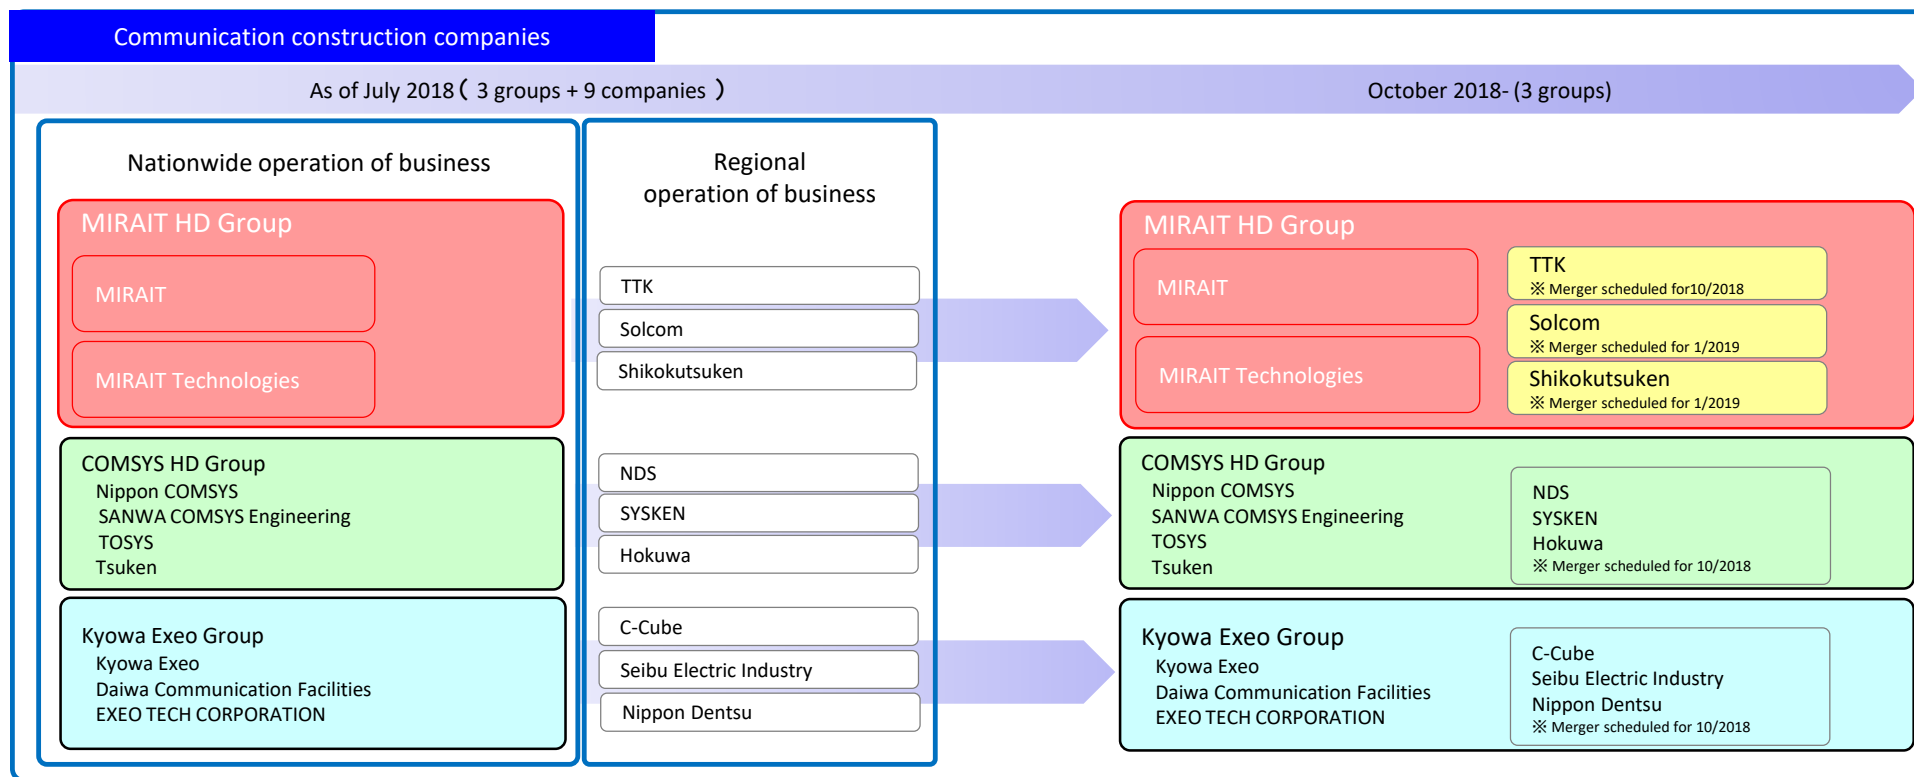 Communication construction companies
As of July 2018（ 3 groups + 9 companies ）
October 2018- (3 groups)
Nationwide operation of business
Regional
operation of business
MIRAIT HD Group
MIRAIT
MIRAIT Technologies
TTK
Solcom
Shikokutsuken
MIRAIT HD Group
MIRAIT
MIRAIT Technologies
TTK
※ Merger scheduled for10/2018
Solcom
※ Merger scheduled for 1/2019
Shikokutsuken
※ Merger scheduled for 1/2019
COMSYS HD Group
Nippon COMSYS
SANWA COMSYS Engineering
TOSYS
Tsuken
NDS
SYSKEN
Hokuwa
COMSYS HD Group
Nippon COMSYS
SANWA COMSYS Engineering
TOSYS
Tsuken
NDS
SYSKEN
Hokuwa
※ Merger scheduled for 10/2018
Kyowa Exeo Group
Kyowa Exeo
Daiwa Communication Facilities
EXEO TECH CORPORATION
C-Cube
Seibu Electric Industry
Nippon Dentsu
Kyowa Exeo Group
Kyowa Exeo
Daiwa Communication Facilities
EXEO TECH CORPORATION
C-Cube
Seibu Electric Industry
Nippon Dentsu
※ Merger scheduled for 10/2018